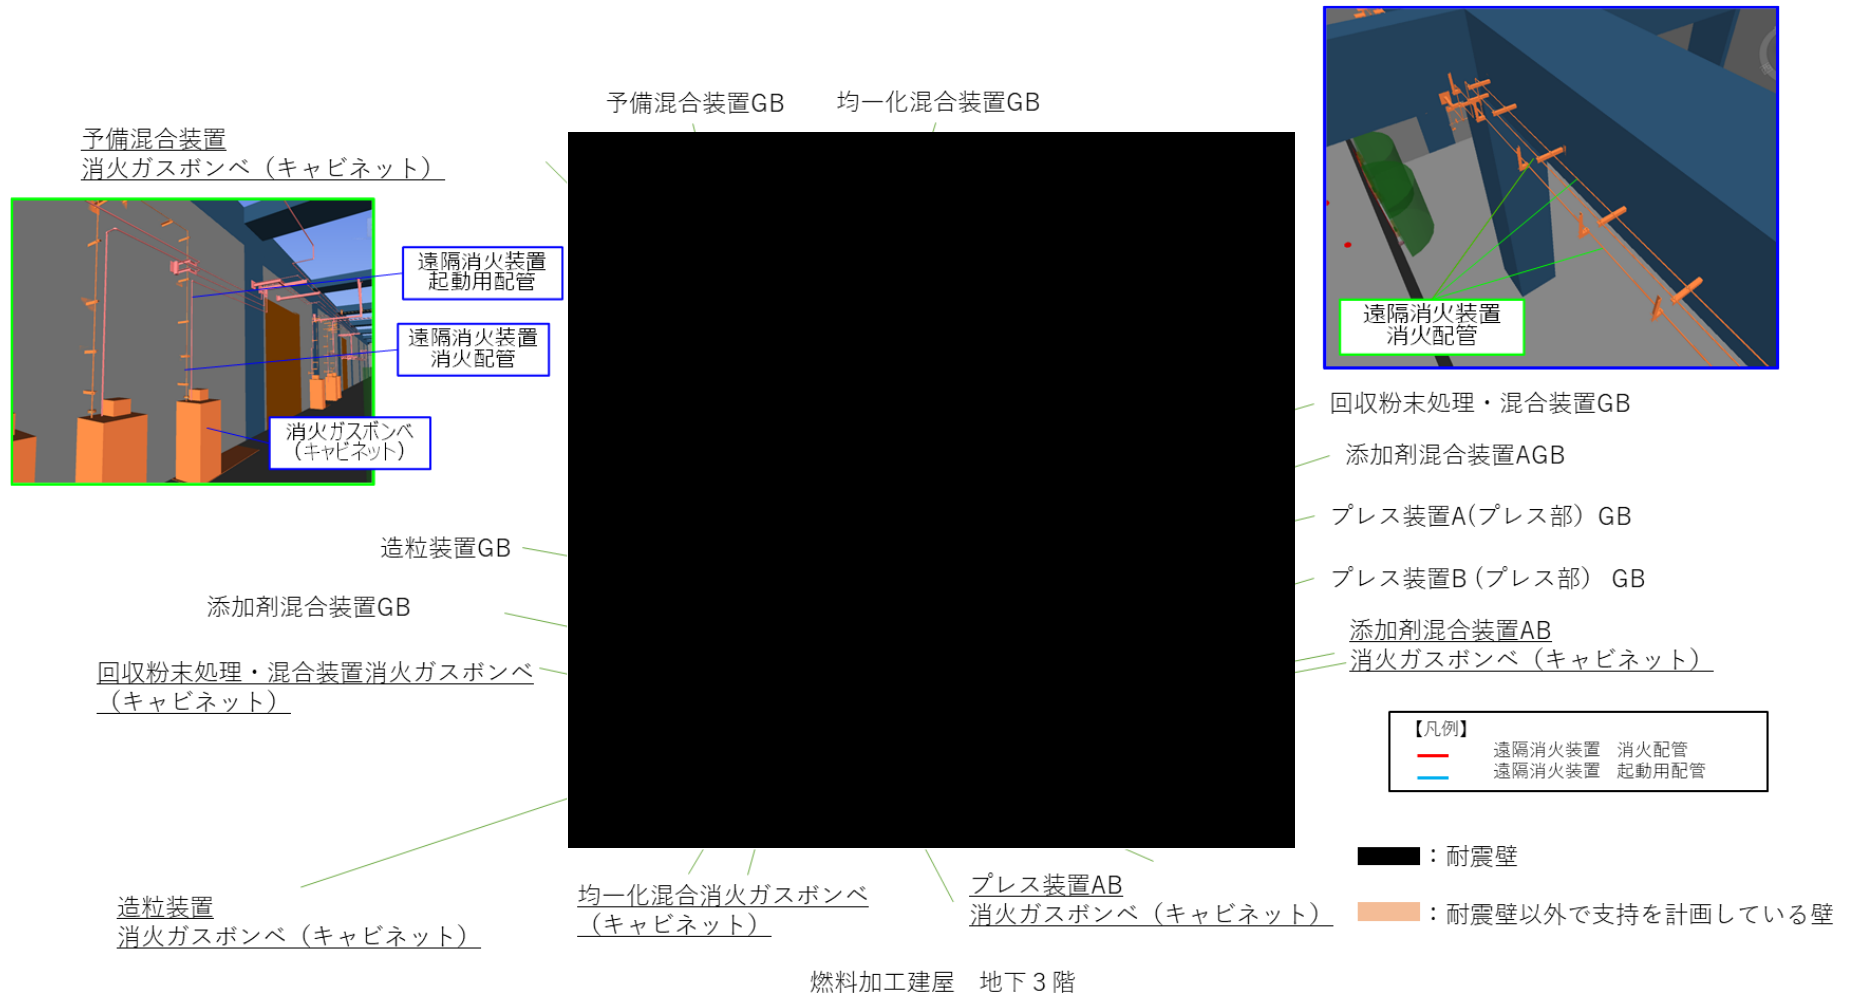 予備混合装置GB
均一化混合装置GB
予備混合装置
消火ガスボンベ（キャビネット）
遠隔消火装置
起動用配管
遠隔消火装置
消火配管
消火ガスボンベ
（キャビネット）
遠隔消火装置
消火配管
回収粉末処理・混合装置GB
添加剤混合装置AGB
プレス装置A(プレス部）GB
プレス装置B (プレス部） GB
添加剤混合装置AB
消火ガスボンベ（キャビネット）
造粒装置GB
添加剤混合装置GB
回収粉末処理・混合装置消火ガスボンベ
（キャビネット）
【凡例】
遠隔消火装置　消火配管
遠隔消火装置　起動用配管
：耐震壁
：耐震壁以外で支持を計画している壁
造粒装置
消火ガスボンベ（キャビネット）
均一化混合消火ガスボンベ
（キャビネット）
プレス装置AB
消火ガスボンベ（キャビネット）
燃料加工建屋　地下３階